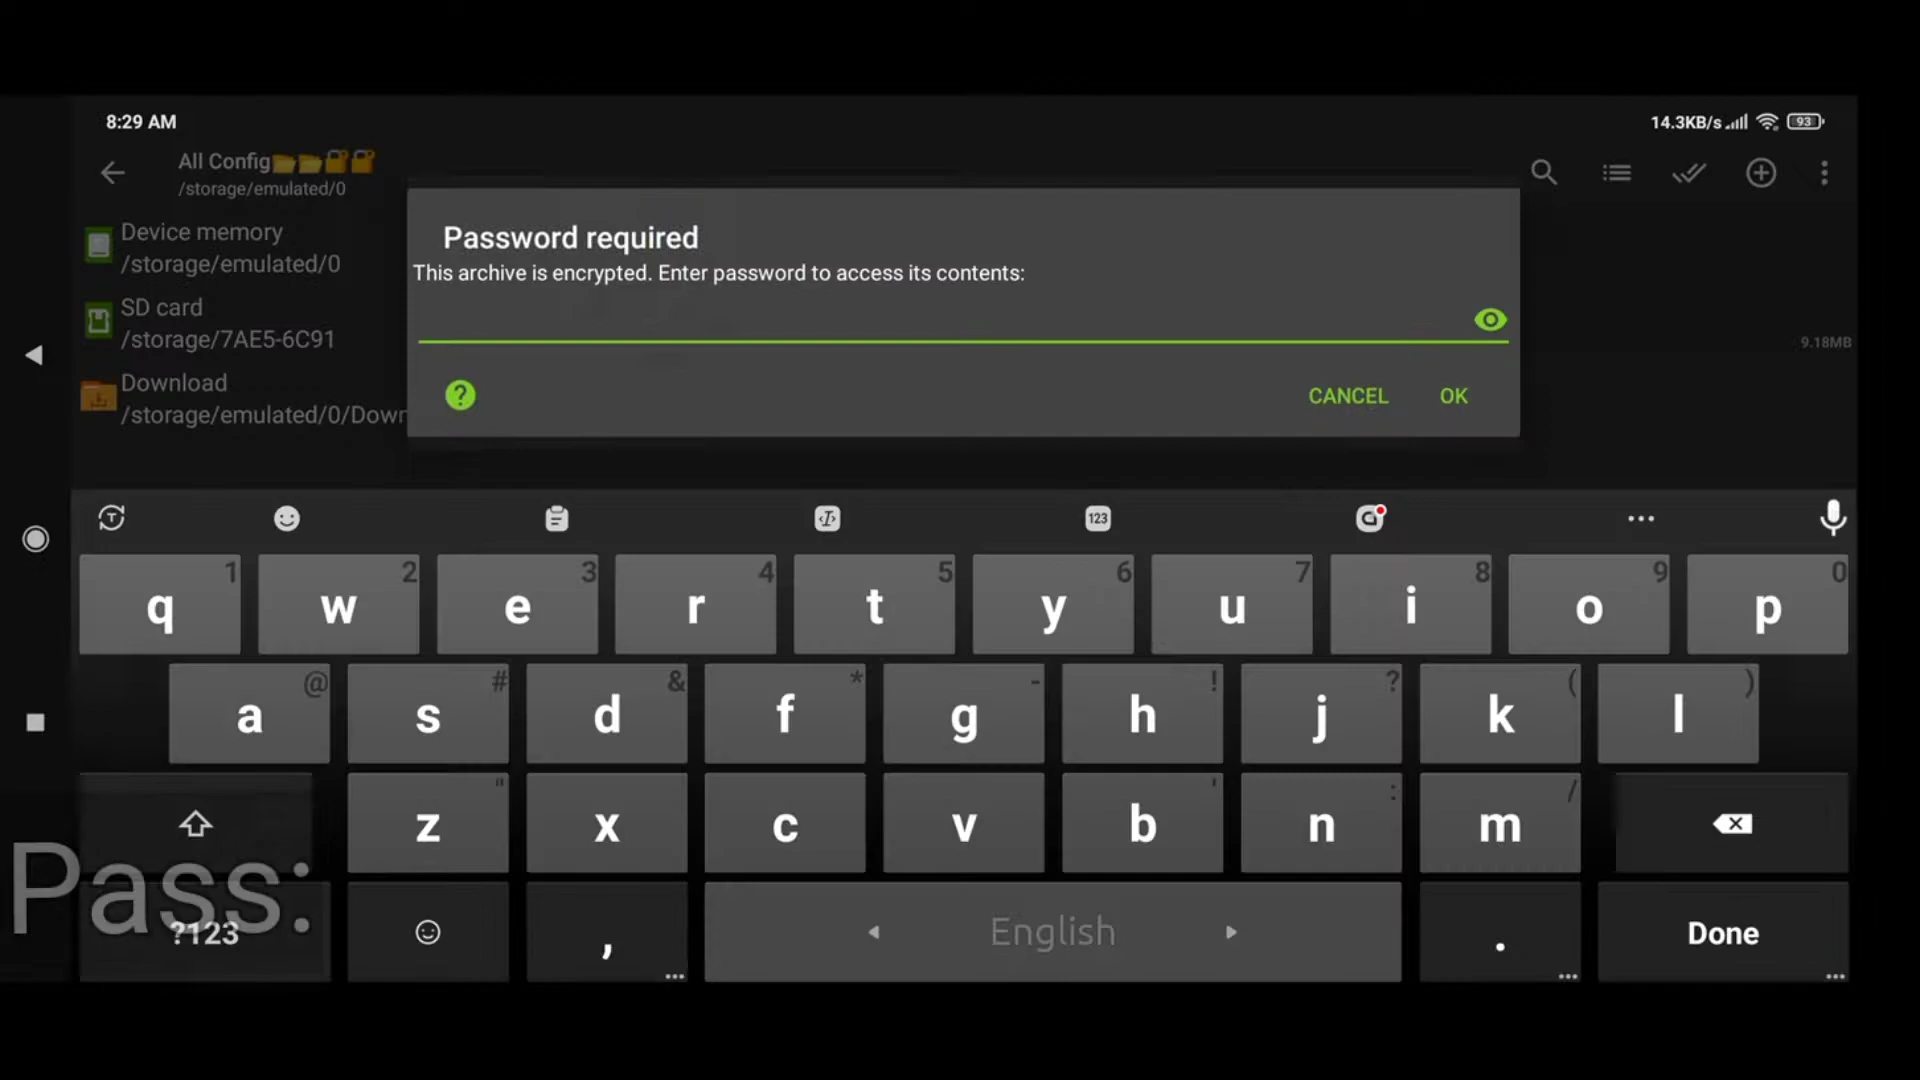 8:29 AM
14.3KB/s
93
All Config
/storage/emulated/0
Device memory
/storage/emulated/0
SD card
/storage/7AE5-6C91
Download
/storage/emulated/0/Down
Password required
This archive is encrypted. Enter password to access its contents:
9.18MB
?
CANCEL
OK
123
1 2 3 4 5 6 7 8 9 0
q w e r t y u i o p
@ # & * - ! ? ( )
a s d f g h j k l
" ' : /
z x c v b n m
Pass:
?123
,
English
.
Done